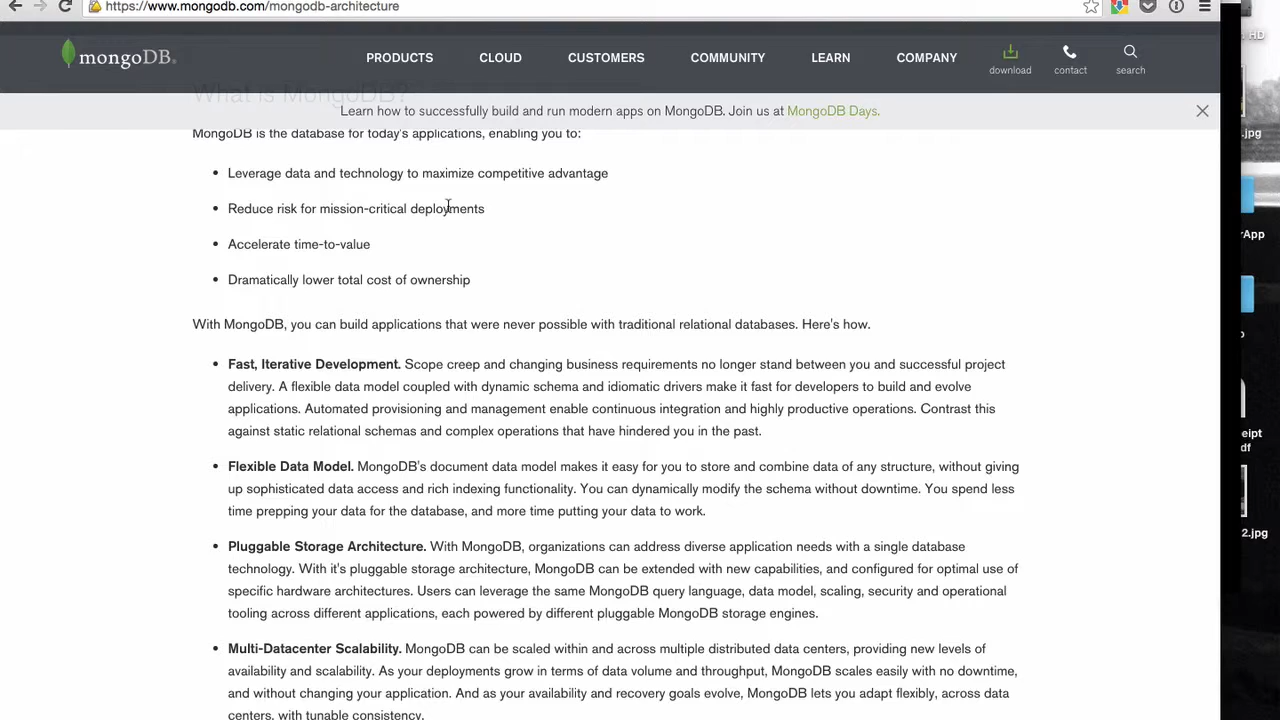 https://www.mongodb.com/mongodb-architecture
HD
mongoDB
PRODUCTS CLOUD CUSTOMERS COMMUNITY LEARN COMPANY download contact search
What is MongoDB?
Learn how to successfully build and run modern apps on MongoDB. Join us at MongoDB Days.
MongoDB is the database for today's applications, enabling you to:
.jpg
• Leverage data and technology to maximize competitive advantage
• Reduce risk for mission-critical deployments
rApp
• Accelerate time-to-value
• Dramatically lower total cost of ownership
With MongoDB, you can build applications that were never possible with traditional relational databases. Here's how.
• Fast, Iterative Development. Scope creep and changing business requirements no longer stand between you and successful project
delivery. A flexible data model coupled with dynamic schema and idiomatic drivers make it fast for developers to build and evolve
applications. Automated provisioning and management enable continuous integration and highly productive operations. Contrast this
against static relational schemas and complex operations that have hindered you in the past.
eipt
df
• Flexible Data Model. MongoDB's document data model makes it easy for you to store and combine data of any structure, without giving
up sophisticated data access and rich indexing functionality. You can dynamically modify the schema without downtime. You spend less
time prepping your data for the database, and more time putting your data to work.
2.jpg
• Pluggable Storage Architecture. With MongoDB, organizations can address diverse application needs with a single database
technology. With it's pluggable storage architecture, MongoDB can be extended with new capabilities, and configured for optimal use of
specific hardware architectures. Users can leverage the same MongoDB query language, data model, scaling, security and operational
tooling across different applications, each powered by different pluggable MongoDB storage engines.
• Multi-Datacenter Scalability. MongoDB can be scaled within and across multiple distributed data centers, providing new levels of
availability and scalability. As your deployments grow in terms of data volume and throughput, MongoDB scales easily with no downtime,
and without changing your application. And as your availability and recovery goals evolve, MongoDB lets you adapt flexibly, across data
centers, with tunable consistency.